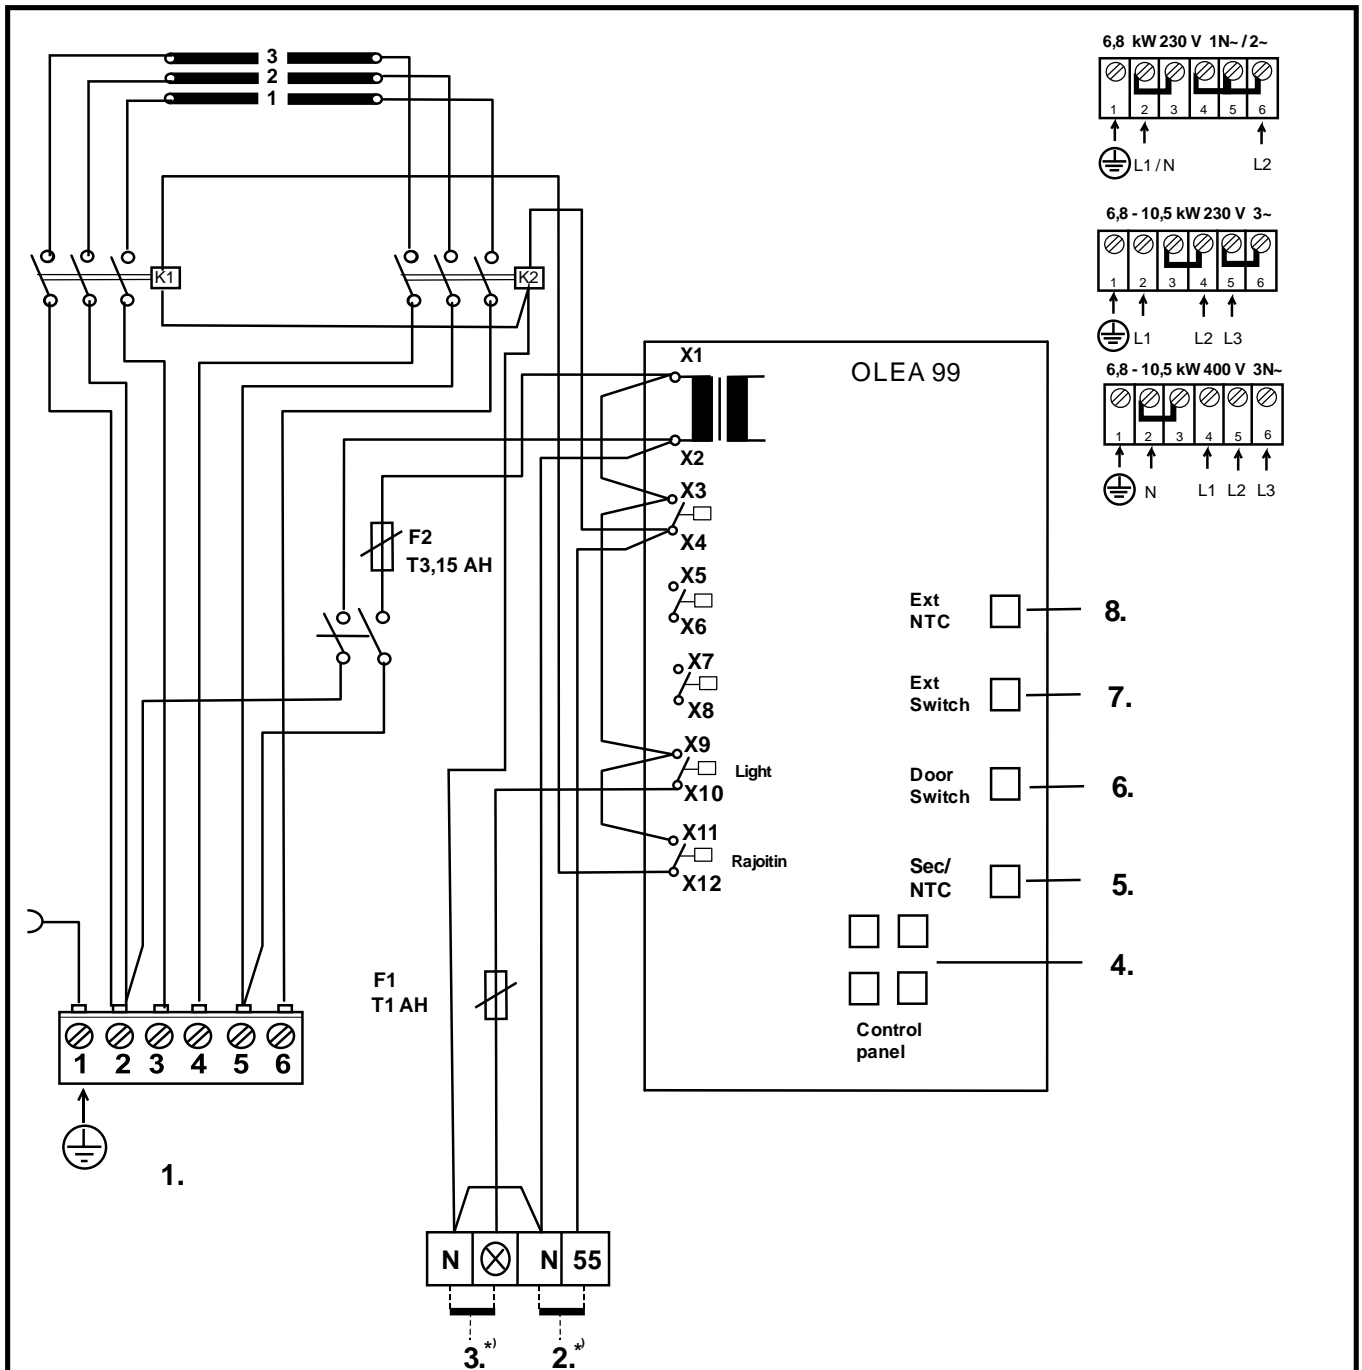 3
2
1
K1
K2
6,8 kW 230 V 1N~ / 2~
1 2 3 4 5 6
L1 / N L2
6,8 - 10,5 kW 230 V 3~
1 2 3 4 5 6
L1 L2 L3
6,8 - 10,5 kW 400 V 3N~
1 2 3 4 5 6
N L1 L2 L3
OLEA 99
X1
X2
X3
X4
X5
X6
X7
X8
X9
Light
X10
X11
Rajoitin
X12
F2
T3,15 AH
Ext
NTC
8.
Ext
Switch
7.
Door
Switch
6.
Sec/
NTC
5.
4.
Control
panel
F1
T1 AH
1 2 3 4 5 6
1.
N N 55
3.*) 2.*)